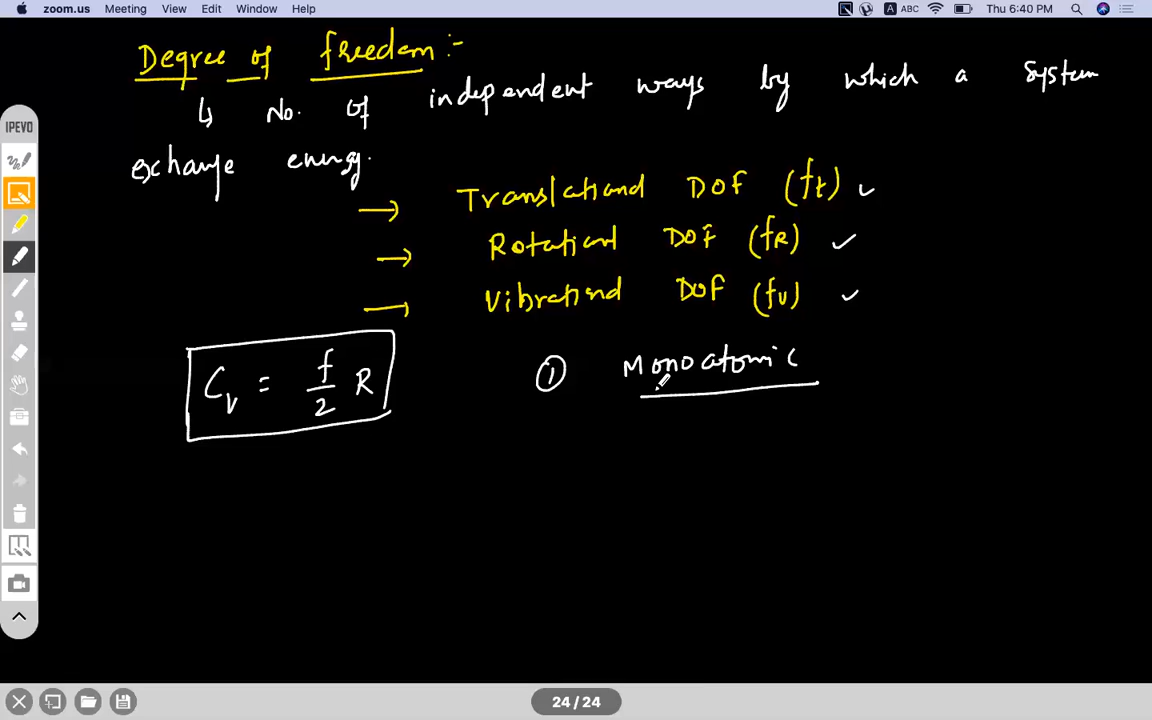 zoom.us Meeting View Edit Window Help A ABC Thu 6:40 PM
Degree of freedom :-
↳ No. of independent ways by which a system
exchange energy.
IPEVO
→ Translational DOF (ft) ✓
→ Rotational DOF (fR) ✓
→ Vibrational DOF (fv) ✓
Cv = f/2 R
① Monoatomic
24 / 24